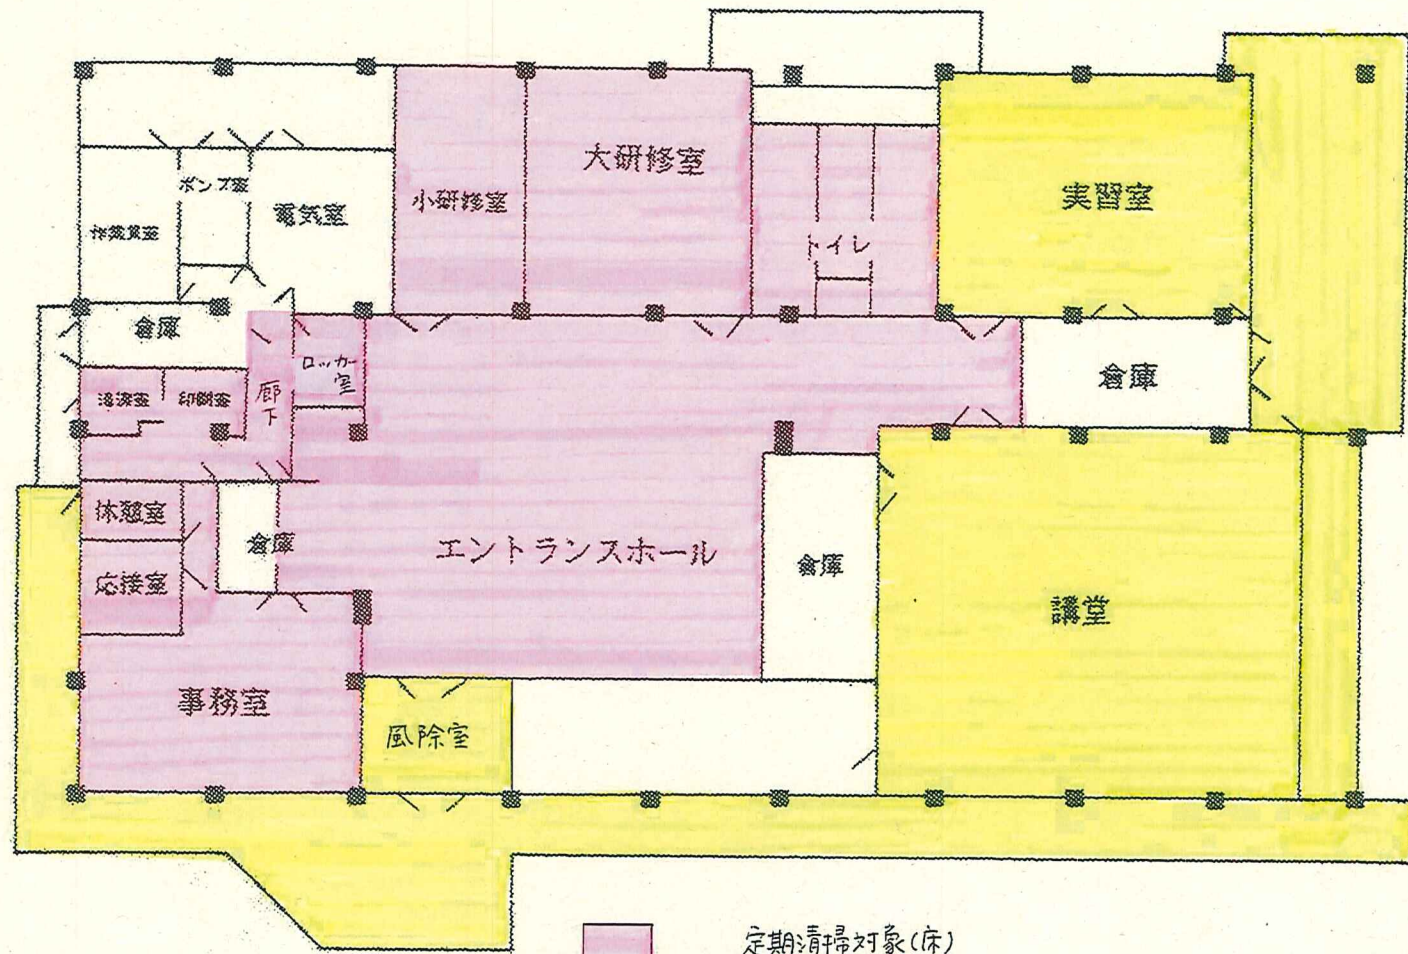 大研修室
ポンプ室
小研修室
実習室
電気室
作業員室
トイレ
倉庫
ロッカー
室
倉庫
廊
下
湯沸室
印刷室
休憩室
倉庫
エントランスホール
倉庫
応接室
講堂
事務室
風除室
定期清掃対象(床)